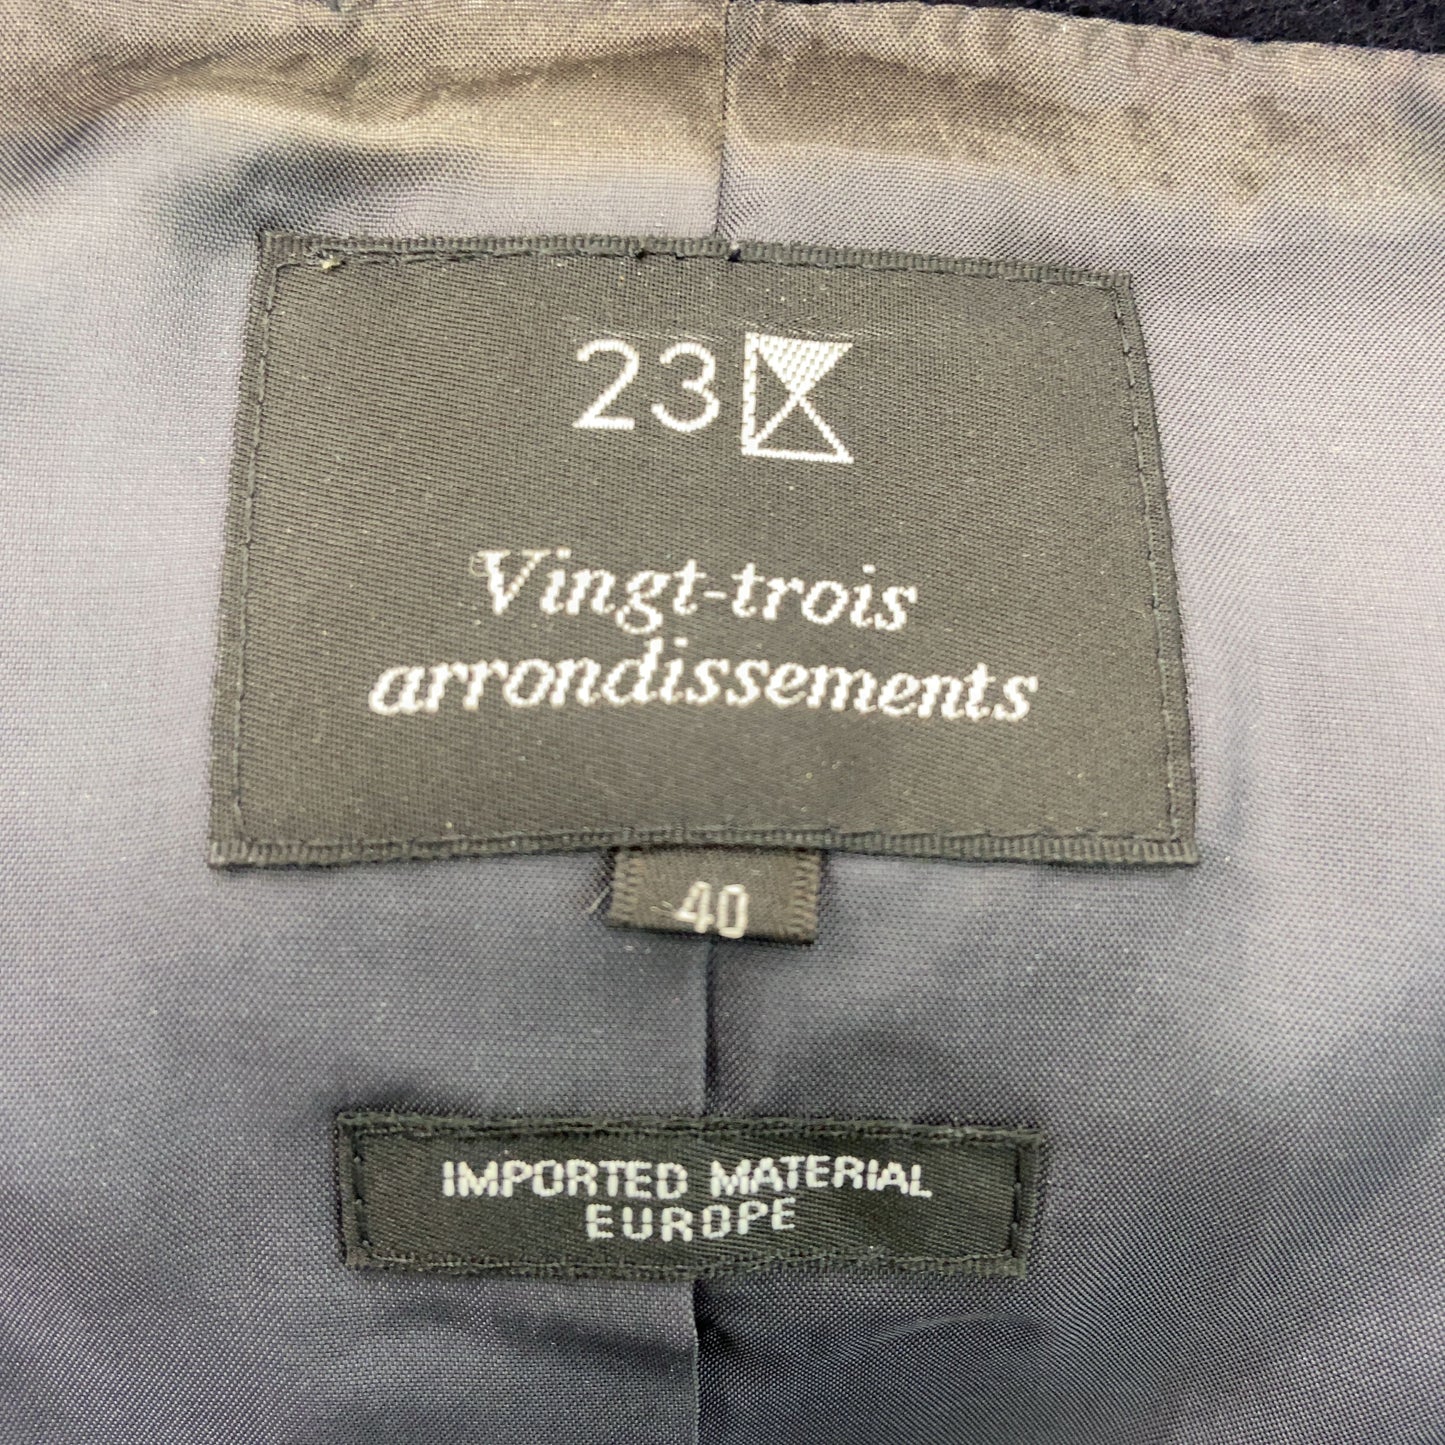 23
Vingt-trois
arrondissements
40
IMPORTED MATERIAL
EUROPE